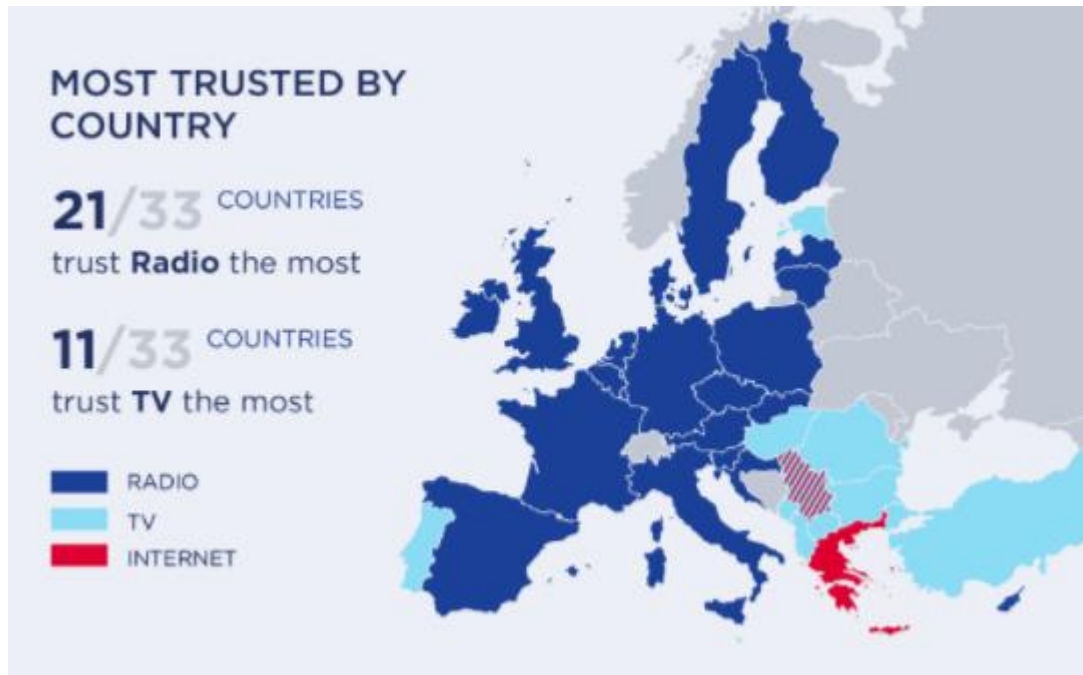 MOST TRUSTED BY
COUNTRY
21/33 COUNTRIES
trust Radio the most
11/33 COUNTRIES
trust TV the most
RADIO
TV
INTERNET